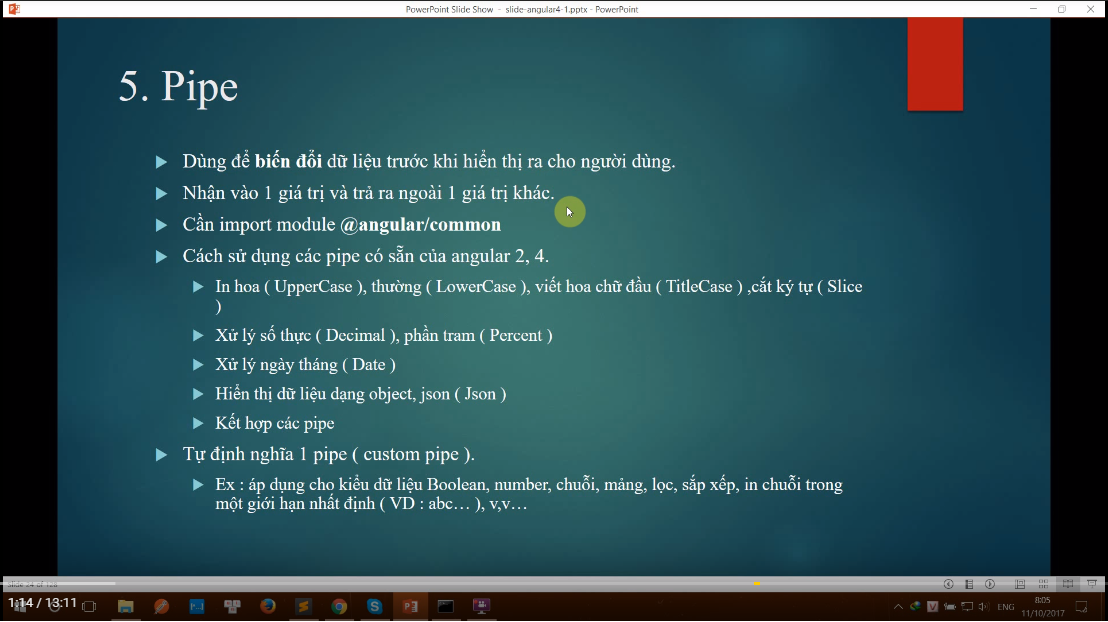 PowerPoint Slide Show - slide-angular4-1.pptx - PowerPoint
5. Pipe
Dùng để biến đổi dữ liệu trước khi hiển thị ra cho người dùng.
Nhận vào 1 giá trị và trả ra ngoài 1 giá trị khác.
Cần import module @angular/common
Cách sử dụng các pipe có sẵn của angular 2, 4.
In hoa ( UpperCase ), thường ( LowerCase ), viết hoa chữ đầu ( TitleCase ) ,cắt ký tự ( Slice
)
Xử lý số thực ( Decimal ), phần tram ( Percent )
Xử lý ngày tháng ( Date )
Hiển thị dữ liệu dạng object, json ( Json )
Kết hợp các pipe
Tự định nghĩa 1 pipe ( custom pipe ).
Ex : áp dụng cho kiểu dữ liệu Boolean, number, chuỗi, mảng, lọc, sắp xếp, in chuỗi trong
một giới hạn nhất định ( VD : abc… ), v,v…
1:14 / 13:11
ENG
8:05
11/10/2017